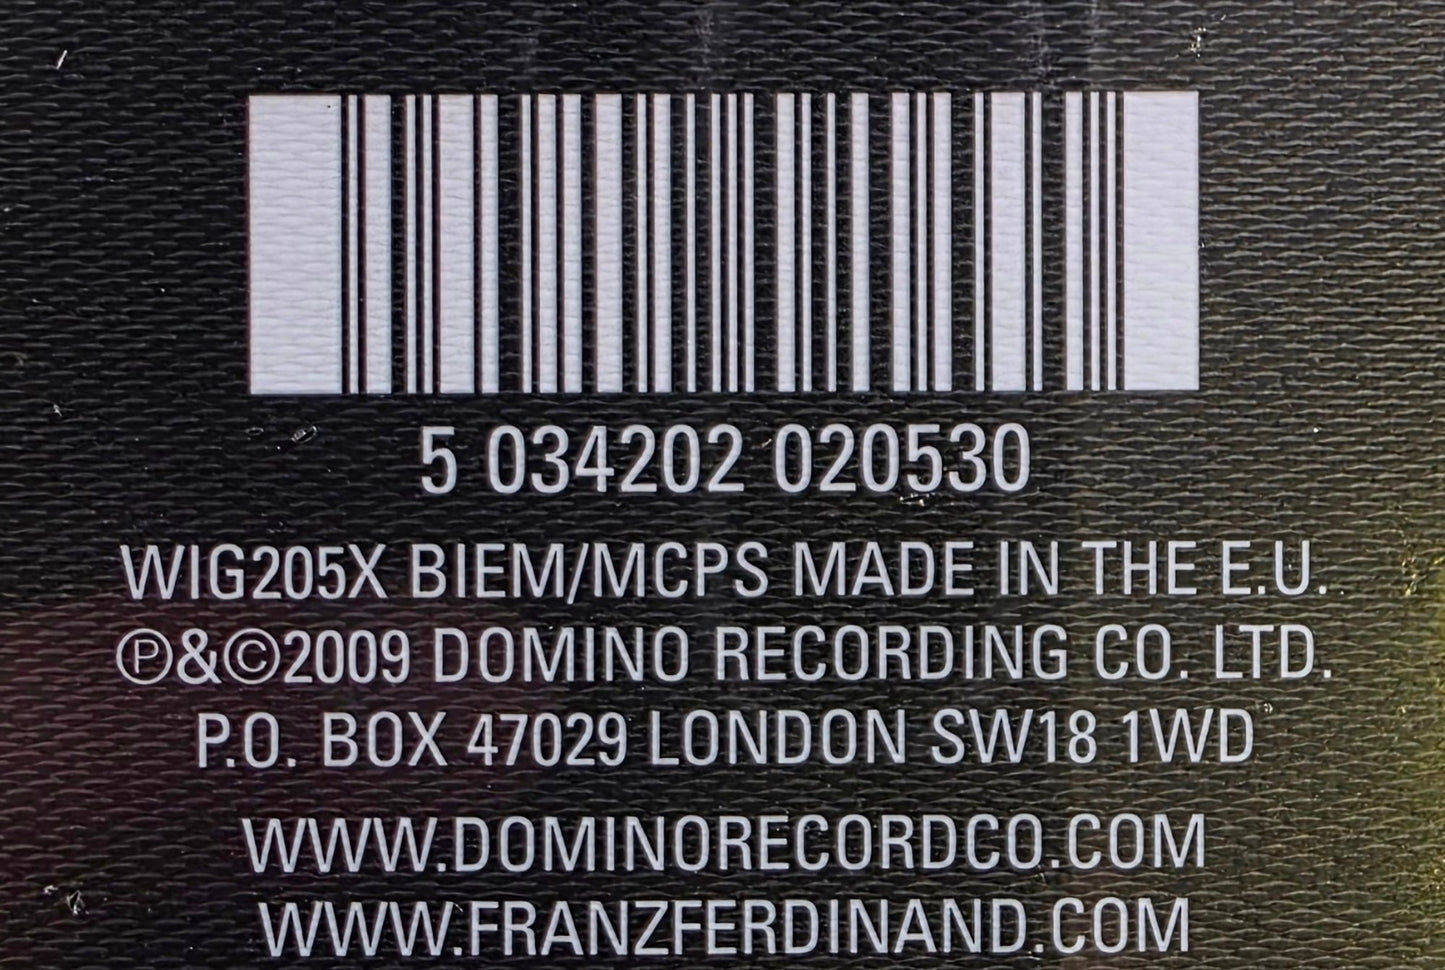 5 034202 020530
WIG205X BIEM/MCPS MADE IN THE E.U.
℗&©2009 DOMINO RECORDING CO. LTD.
P.O. BOX 47029 LONDON SW18 1WD
WWW.DOMINORECORDCO.COM
WWW.FRANZFERDINAND.COM